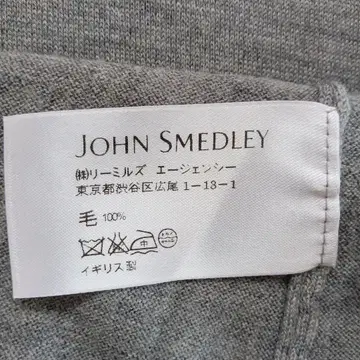 JOHN SMEDLEY
㈱リーミルズ エージェンシー
東京都渋谷区広尾1-18-1
毛 100%
イギリス製